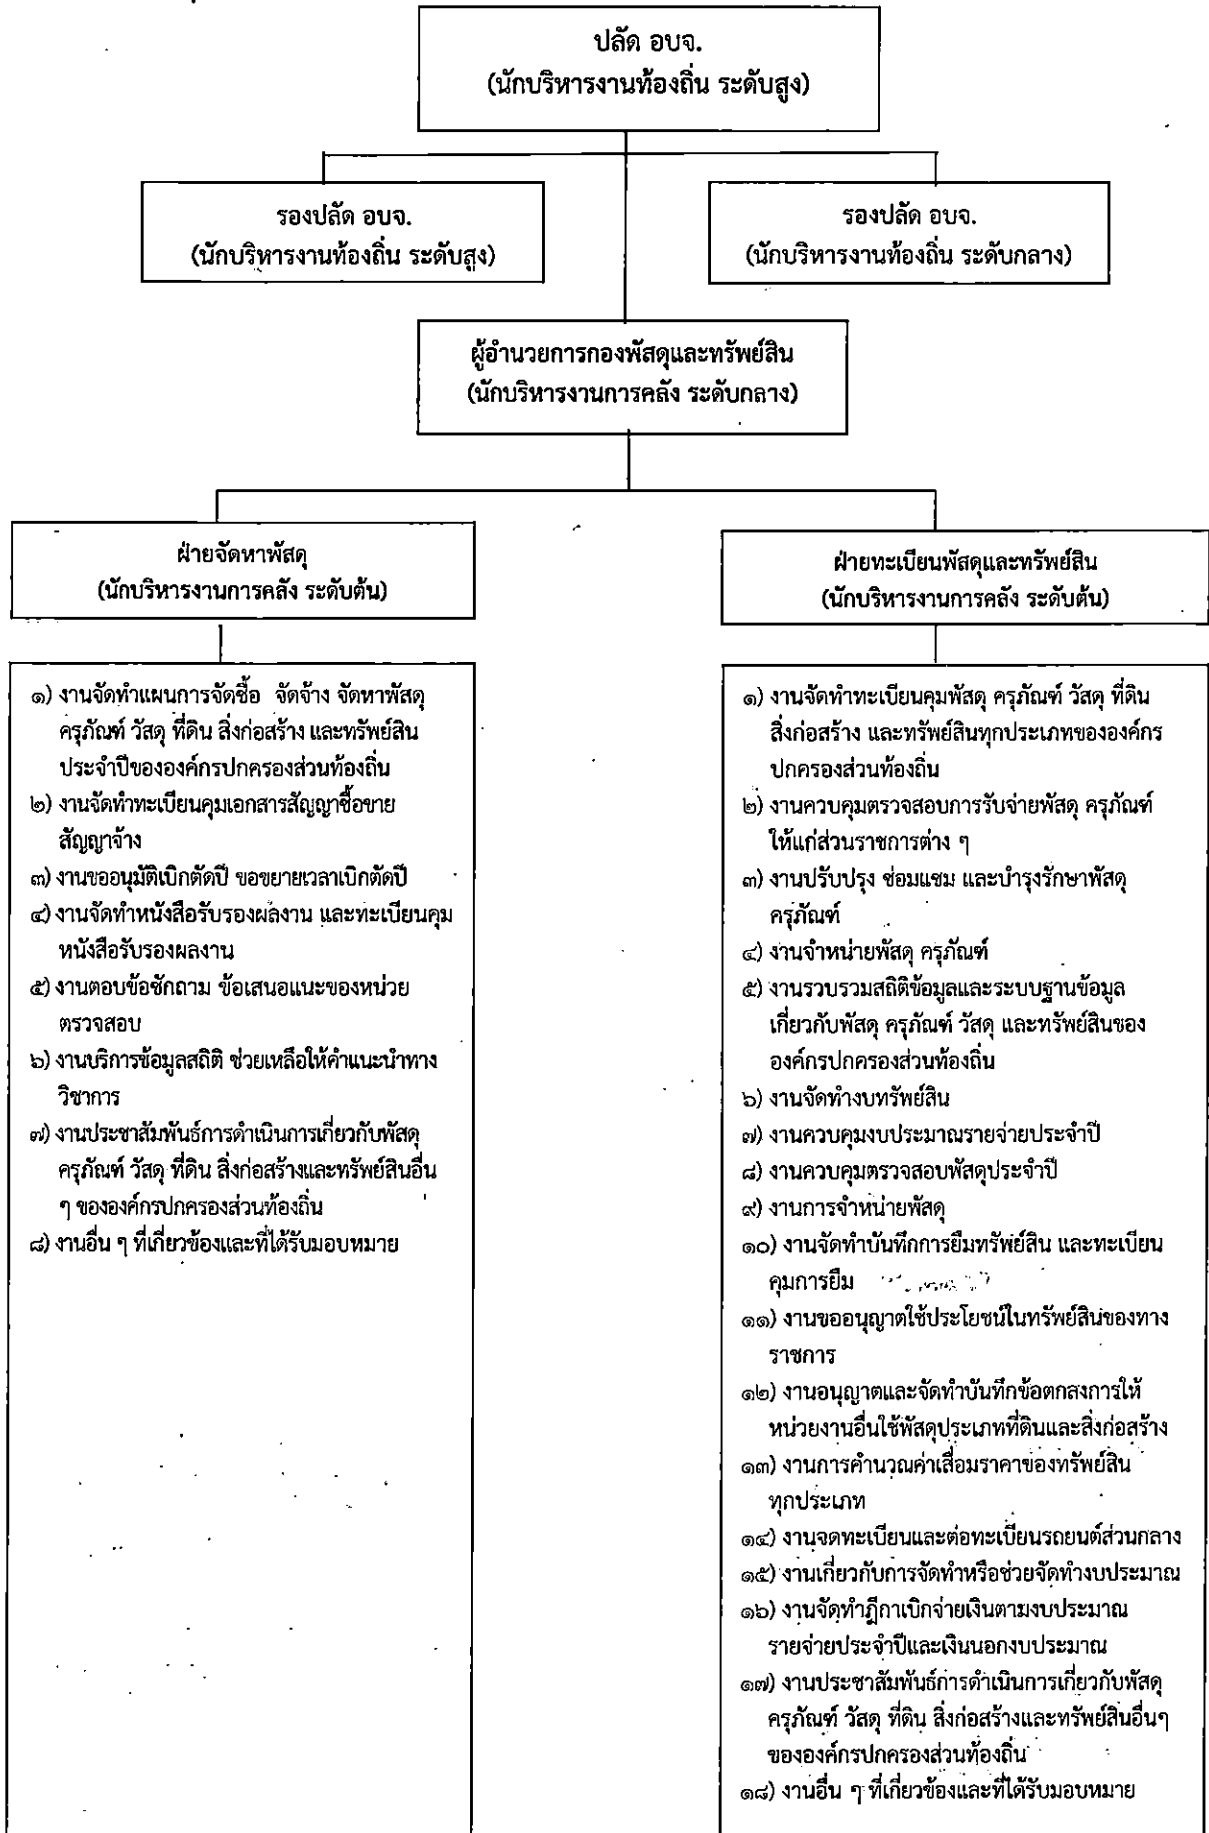 ปลัด อบจ.
(นักบริหารงานท้องถิ่น ระดับสูง)
รองปลัด อบจ.
(นักบริหารงานท้องถิ่น ระดับสูง)
รองปลัด อบจ.
(นักบริหารงานท้องถิ่น ระดับกลาง)
ผู้อำนวยการกองพัสดุและทรัพย์สิน
(นักบริหารงานการคลัง ระดับกลาง)
ฝ่ายจัดหาพัสดุ
(นักบริหารงานการคลัง ระดับต้น)
ฝ่ายทะเบียนพัสดุและทรัพย์สิน
(นักบริหารงานการคลัง ระดับต้น)
๑) งานจัดทำแผนการจัดซื้อ จัดจ้าง จัดหาพัสดุ
ครุภัณฑ์ วัสดุ ที่ดิน สิ่งก่อสร้าง และทรัพย์สิน
ประจำปีขององค์กรปกครองส่วนท้องถิ่น
๒) งานจัดทำทะเบียนคุมเอกสารสัญญาซื้อขาย
สัญญาจ้าง
๓) งานขออนุมัติเบิกตัดปี ขอขยายเวลาเบิกตัดปี
๔) งานจัดทำหนังสือรับรองผลงาน และทะเบียนคุม
หนังสือรับรองผลงาน
๕) งานตอบข้อซักถาม ข้อเสนอแนะของหน่วย
ตรวจสอบ
๖) งานบริการข้อมูลสถิติ ช่วยเหลือให้คำแนะนำทาง
วิชาการ
๗) งานประชาสัมพันธ์การดำเนินการเกี่ยวกับพัสดุ
ครุภัณฑ์ วัสดุ ที่ดิน สิ่งก่อสร้างและทรัพย์สินอื่น
ๆ ขององค์กรปกครองส่วนท้องถิ่น
๘) งานอื่น ๆ ที่เกี่ยวข้องและที่ได้รับมอบหมาย
๑) งานจัดทำทะเบียนคุมพัสดุ ครุภัณฑ์ วัสดุ ที่ดิน
สิ่งก่อสร้าง และทรัพย์สินทุกประเภทขององค์กร
ปกครองส่วนท้องถิ่น
๒) งานควบคุมตรวจสอบการรับจ่ายพัสดุ ครุภัณฑ์
ให้แก่ส่วนราชการต่าง ๆ
๓) งานปรับปรุง ซ่อมแซม และบำรุงรักษาพัสดุ
ครุภัณฑ์
๔) งานจำหน่ายพัสดุ ครุภัณฑ์
๕) งานรวบรวมสถิติข้อมูลและระบบฐานข้อมูล
เกี่ยวกับพัสดุ ครุภัณฑ์ วัสดุ และทรัพย์สินของ
องค์กรปกครองส่วนท้องถิ่น
๖) งานจัดทำงบทรัพย์สิน
๗) งานควบคุมงบประมาณรายจ่ายประจำปี
๘) งานควบคุมตรวจสอบพัสดุประจำปี
๙) งานการจำหน่ายพัสดุ
๑๐) งานจัดทำบันทึกการยืมทรัพย์สิน และทะเบียน
คุมการยืม
๑๑) งานขออนุญาตใช้ประโยชน์ในทรัพย์สินของทาง
ราชการ
๑๒) งานอนุญาตและจัดทำบันทึกข้อตกลงการให้
หน่วยงานอื่นใช้พัสดุประเภทที่ดินและสิ่งก่อสร้าง
๑๓) งานการคำนวณค่าเสื่อมราคาของทรัพย์สิน
ทุกประเภท
๑๔) งานจดทะเบียนและต่อทะเบียนรถยนต์ส่วนกลาง
๑๕) งานเกี่ยวกับการจัดทำหรือช่วยจัดทำงบประมาณ
๑๖) งานจัดทำฎีกาเบิกจ่ายเงินตามงบประมาณ
รายจ่ายประจำปีและเงินนอกงบประมาณ
๑๗) งานประชาสัมพันธ์การดำเนินการเกี่ยวกับพัสดุ
ครุภัณฑ์ วัสดุ ที่ดิน สิ่งก่อสร้างและทรัพย์สินอื่นๆ
ขององค์กรปกครองส่วนท้องถิ่น
๑๘) งานอื่น ๆ ที่เกี่ยวข้องและที่ได้รับมอบหมาย